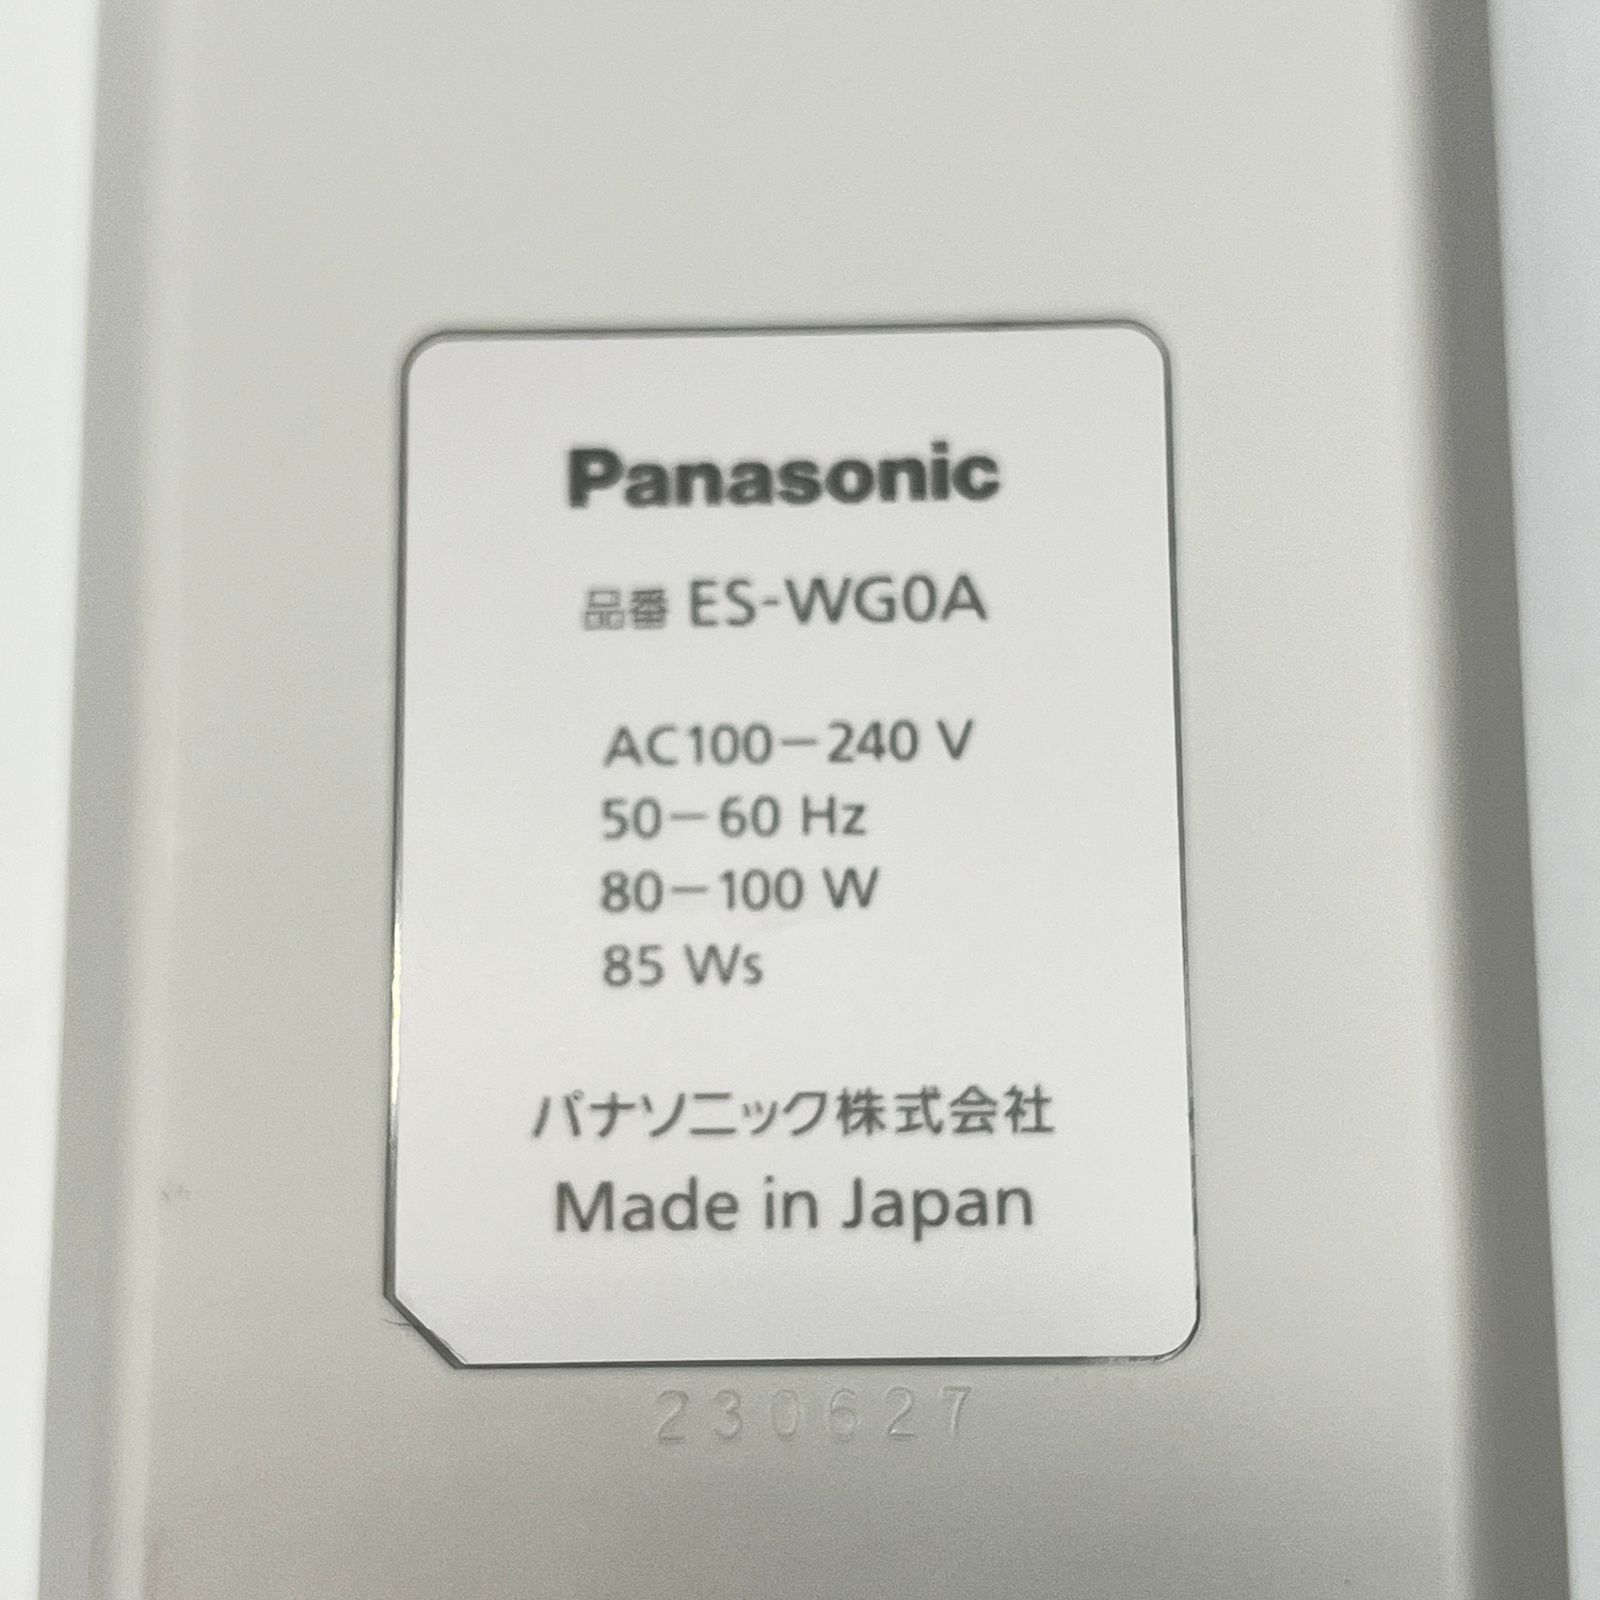 Panasonic
品番 ES-WG0A
AC100-240 V
50-60 Hz
80-100 W
85 Ws
パナソニック株式会社
Made in Japan
230627